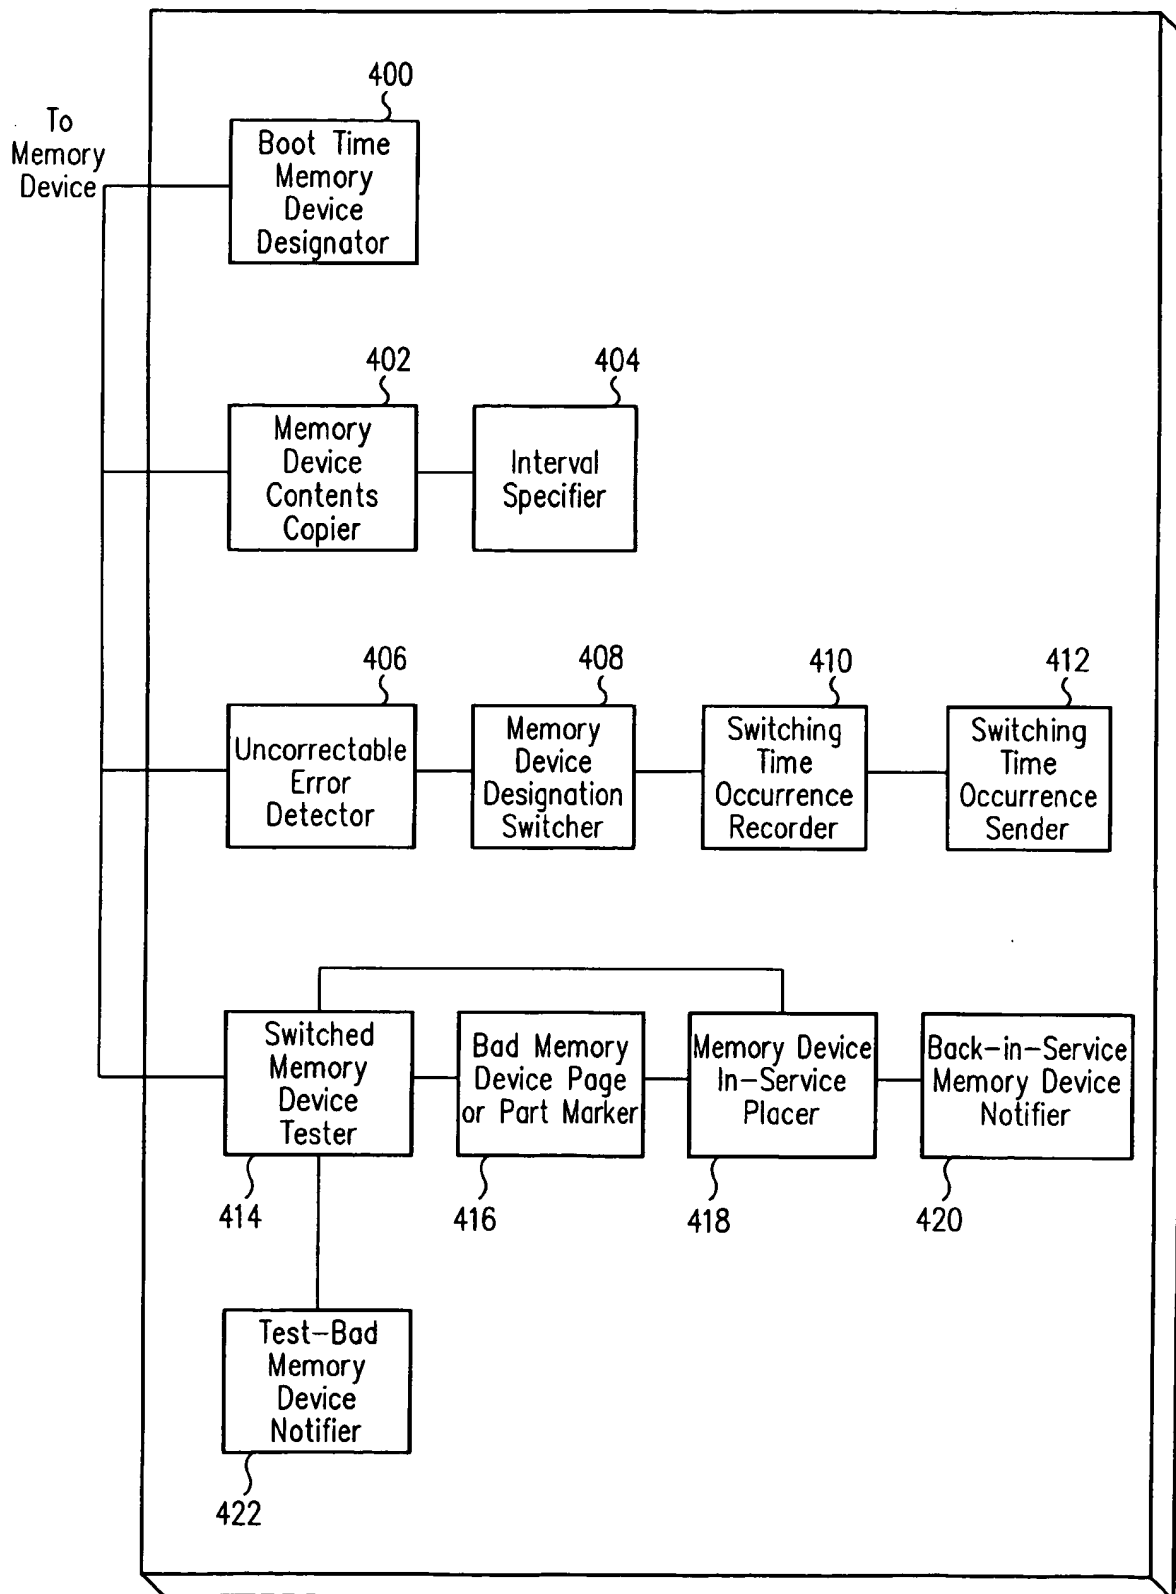 To
Memory
Device
400
Boot Time
Memory
Device
Designator
402
Memory
Device
Contents
Copier
404
Interval
Specifier
406
Uncorrectable
Error
Detector
408
Memory
Device
Designation
Switcher
410
Switching
Time
Occurrence
Recorder
412
Switching
Time
Occurrence
Sender
Switched
Memory
Device
Tester
414
Bad Memory
Device Page
or Part Marker
416
Memory Device
In-Service
Placer
418
Back-in-Service
Memory Device
Notifier
420
Test-Bad
Memory
Device
Notifier
422